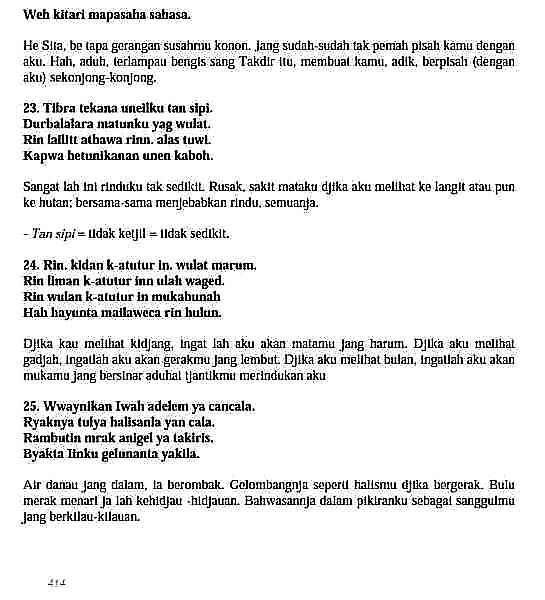 Weh kitari mapasaha sahasa.
He Sita, be tapa gerangan susahmu konon. Jang sudah-sudah tak pernah pisah kamu dengan
aku. Hah, aduh, terlampau bengis sang Takdir itu, membuat kamu, adik, berpisah (dengan
aku) sekonjong-konjong.
23. Tibra tekana uneiiku tan sipi.
Durbalalara matunku yag wulat.
Rin laillit athawa rinn. alas tuwi.
Kapwa hetunikanan unen kaboh.
Sangat lah ini rinduku tak sedikit. Rusak, sakit mataku djika aku melihat ke langit atau pun
ke hutan; bersama-sama menjebabkan rindu, semuanja.
- Tan sipi = tidak ketjil = tidak sedikit.
24. Rin. kidan k-atutur in. wulat marum.
Rin liman k-atutur inn ulah waged.
Rin wulan k-atutur in mukabunah
Hah hayunta mailaweca rin hulun.
Djika kau melihat kidjang, ingat lah aku akan matamu jang harum. Djika aku melihat
gadjah, ingatlah aku akan gerakmu jang lembut. Djika aku melihat bulan, ingatlah aku akan
mukamu jang bersinar aduhai tjantikmu merindukan aku
25. Wwaynikan Iwah adelem ya cancala.
Ryaknya tulya halisanla yan cala.
Rambutin mrak anigel ya takiris.
Byakta Iinku gelunanta yakila.
Air danau jang dalam, ia berombak. Gelombangnja seperti halismu djika bergerak. Bulu
merak menari ja lah kehidjau -hidjauan. Bahwasannja dalam pikiranku sebagai sanggulmu
jang berkilau-kilauan.
414